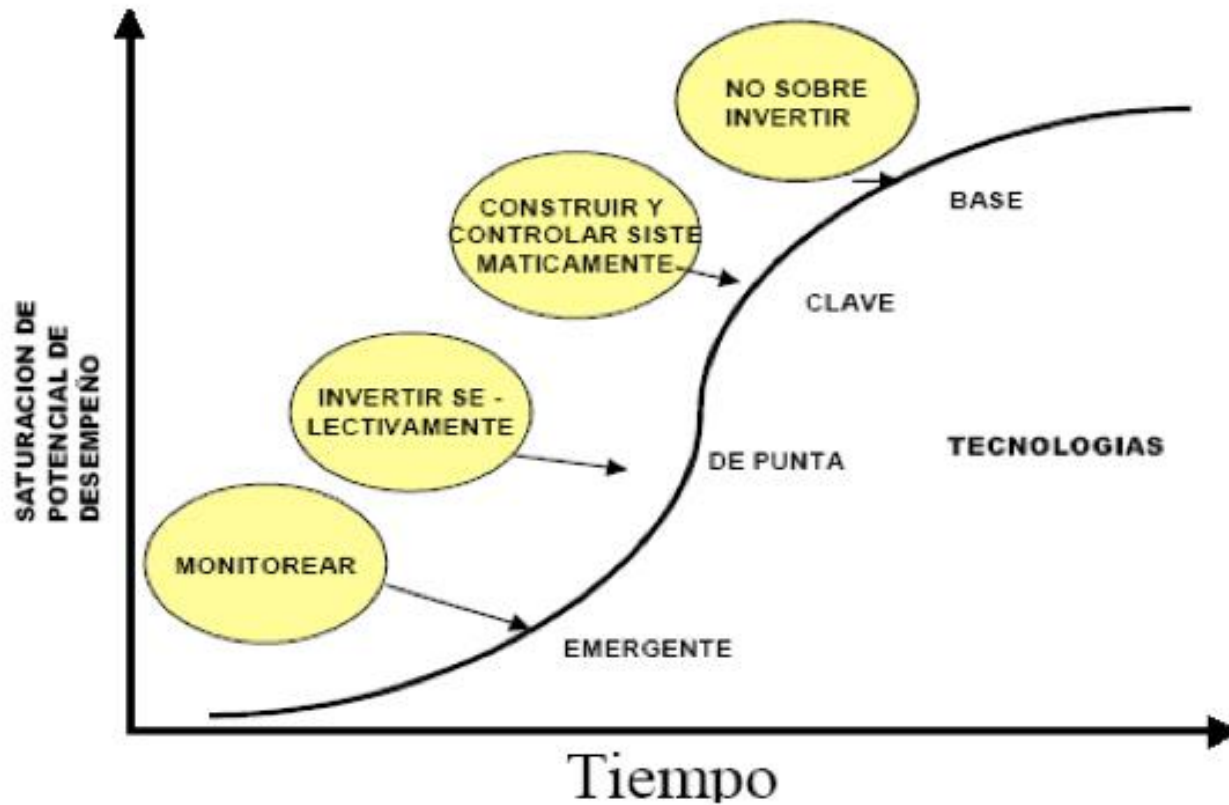 NO SOBRE
INVERTIR
BASE
CONSTRUIR Y
CONTROLAR SISTE
MATICAMENTE
CLAVE
SATURACION DE
POTENCIAL DE
DESEMPEÑO
INVERTIR SE -
LECTIVAMENTE
DE PUNTA
TECNOLOGIAS
MONITOREAR
EMERGENTE
Tiempo